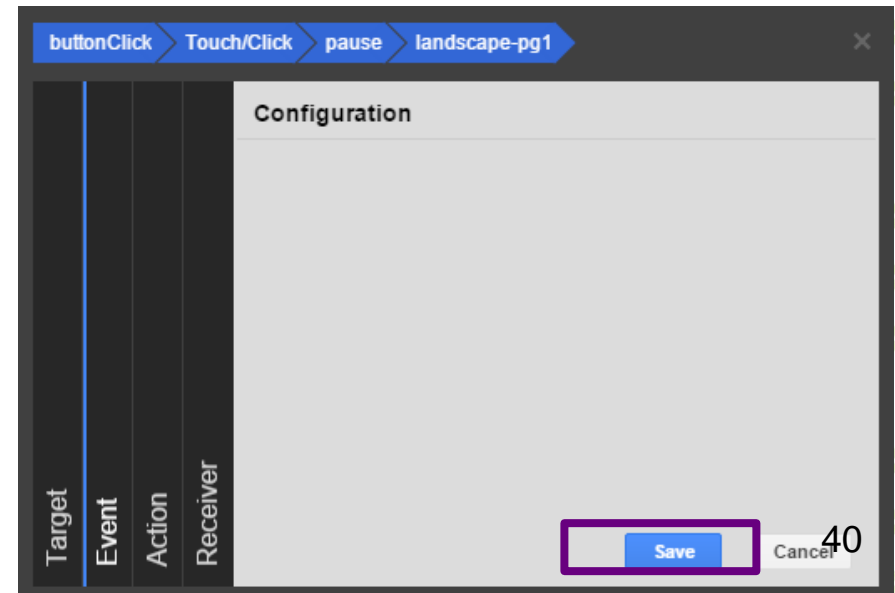 buttonClick Touch/Click pause landscape-pg1
Configuration
Target
Event
Action
Receiver
Save
Cancel
40